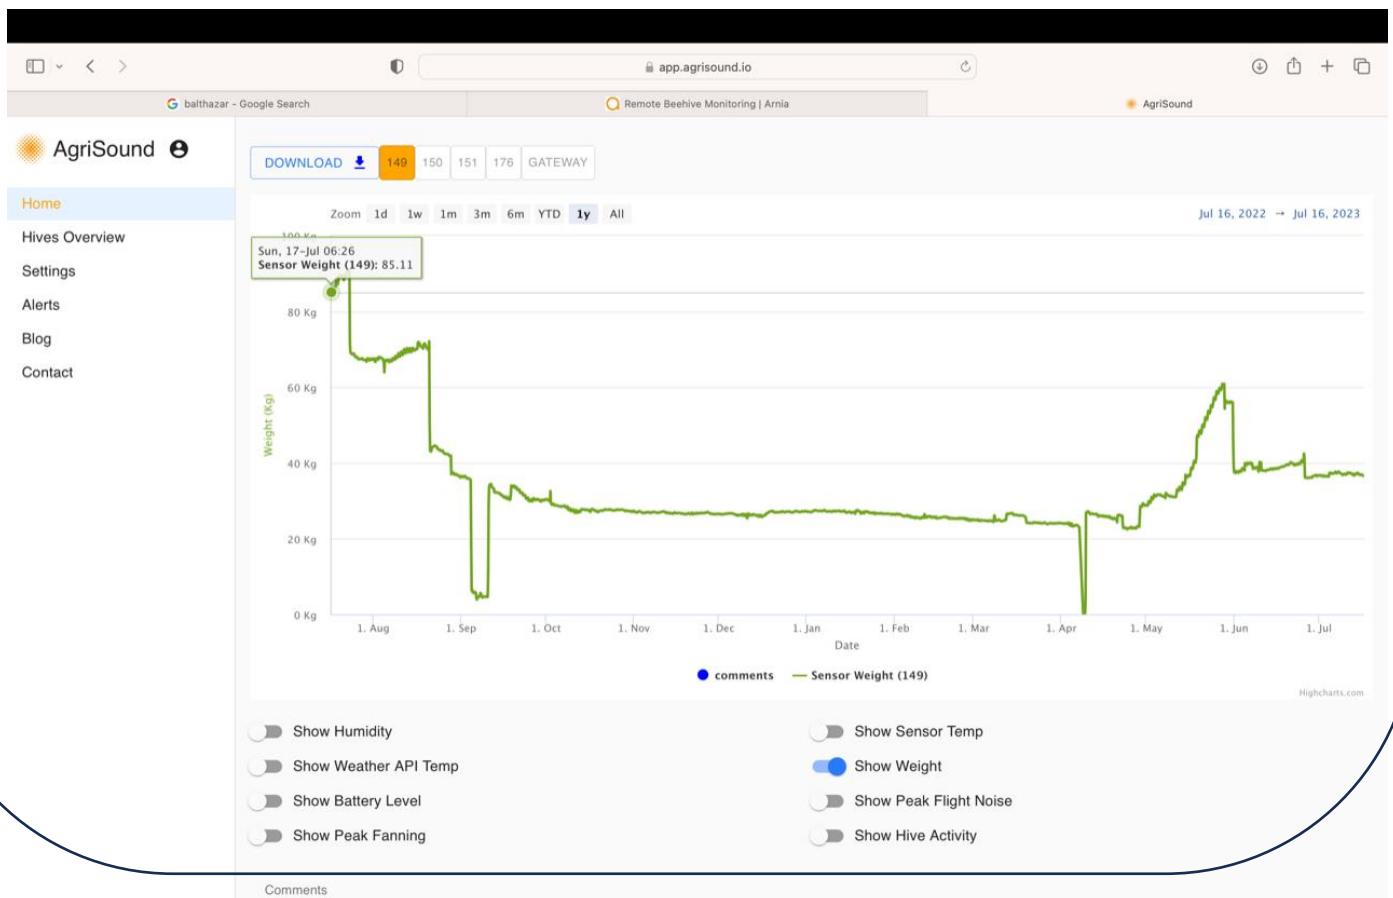 app.agrisound.io
balthazar - Google Search
Remote Beehive Monitoring | Arnia
AgriSound
AgriSound
DOWNLOAD 149 150 151 176 GATEWAY
Home
Hives Overview
Settings
Alerts
Blog
Contact
Zoom 1d 1w 1m 3m 6m YTD 1y All
Jul 16, 2022 → Jul 16, 2023
100 Kg
Sun, 17-Jul 06:26
Sensor Weight (149): 85.11
80 Kg
60 Kg
40 Kg
20 Kg
0 Kg
Weight (Kg)
1. Aug 1. Sep 1. Oct 1. Nov 1. Dec 1. Jan 1. Feb 1. Mar 1. Apr 1. May 1. Jun 1. Jul
Date
comments Sensor Weight (149)
Highcharts.com
Show Humidity
Show Sensor Temp
Show Weather API Temp
Show Weight
Show Battery Level
Show Peak Flight Noise
Show Peak Fanning
Show Hive Activity
Comments